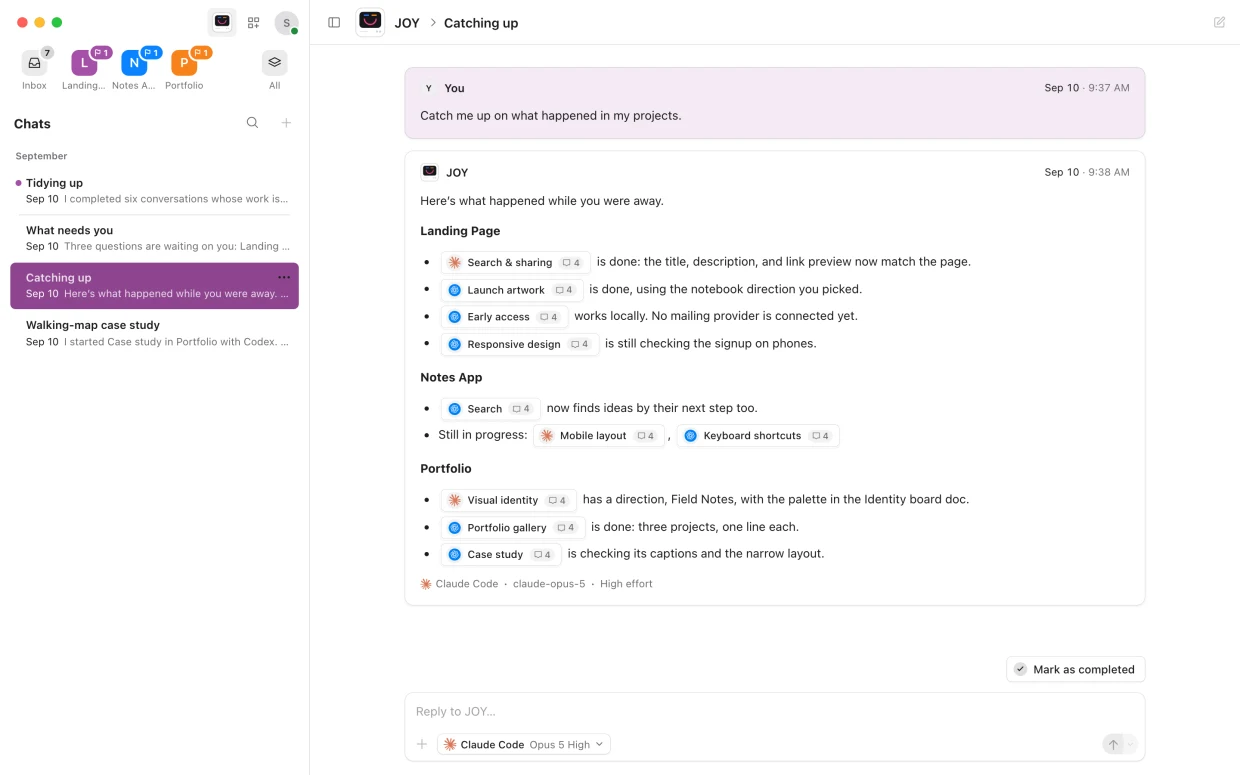 S
7
L
1
N
1
P
1
Inbox
Landing...
Notes A...
Portfolio
All
Chats
September
Tidying up
Sep 10 I completed six conversations whose work is...
What needs you
Sep 10 Three questions are waiting on you: Landing ...
Catching up
Sep 10 Here's what happened while you were away. ...
Walking-map case study
Sep 10 I started Case study in Portfolio with Codex. ...
JOY > Catching up
Y You Sep 10 · 9:37 AM
Catch me up on what happened in my projects.
JOY Sep 10 · 9:38 AM
Here's what happened while you were away.
Landing Page
• Search & sharing 4 is done: the title, description, and link preview now match the page.
• Launch artwork 4 is done, using the notebook direction you picked.
• Early access 4 works locally. No mailing provider is connected yet.
• Responsive design 4 is still checking the signup on phones.
Notes App
• Search 4 now finds ideas by their next step too.
• Still in progress: Mobile layout 4 , Keyboard shortcuts 4
Portfolio
• Visual identity 4 has a direction, Field Notes, with the palette in the Identity board doc.
• Portfolio gallery 4 is done: three projects, one line each.
• Case study 4 is checking its captions and the narrow layout.
Claude Code · claude-opus-5 · High effort
Mark as completed
Reply to JOY...
Claude Code Opus 5 High